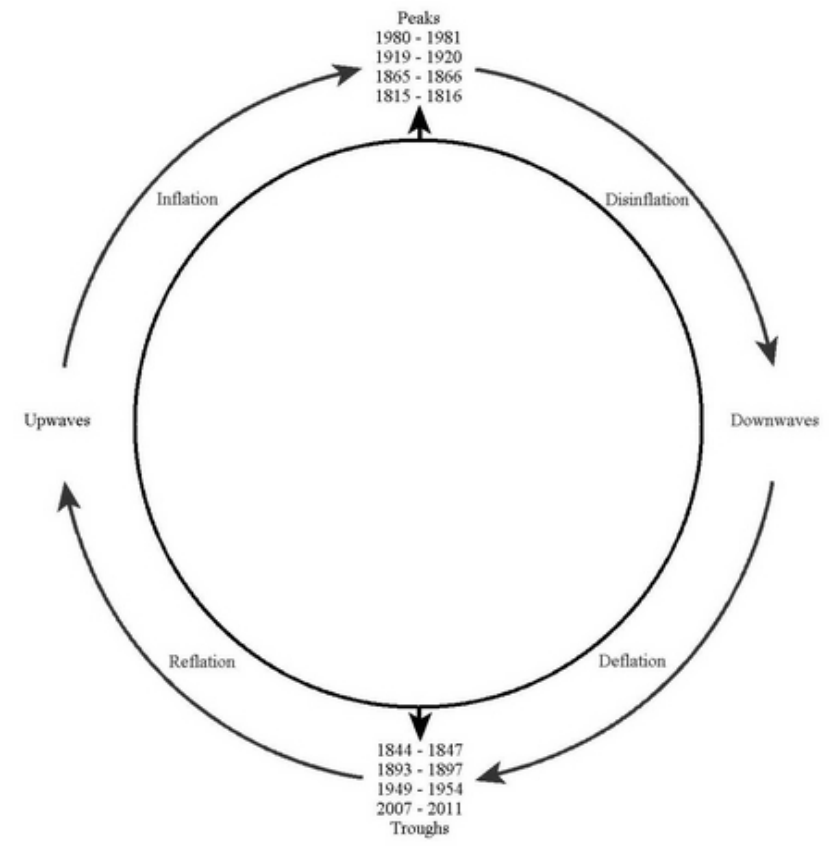 Peaks
1980 - 1981
1919 - 1920
1865 - 1866
1815 - 1816
Inflation
Disinflation
Upwaves
Downwaves
Reflation
Deflation
1844 - 1847
1893 - 1897
1949 - 1954
2007 - 2011
Troughs